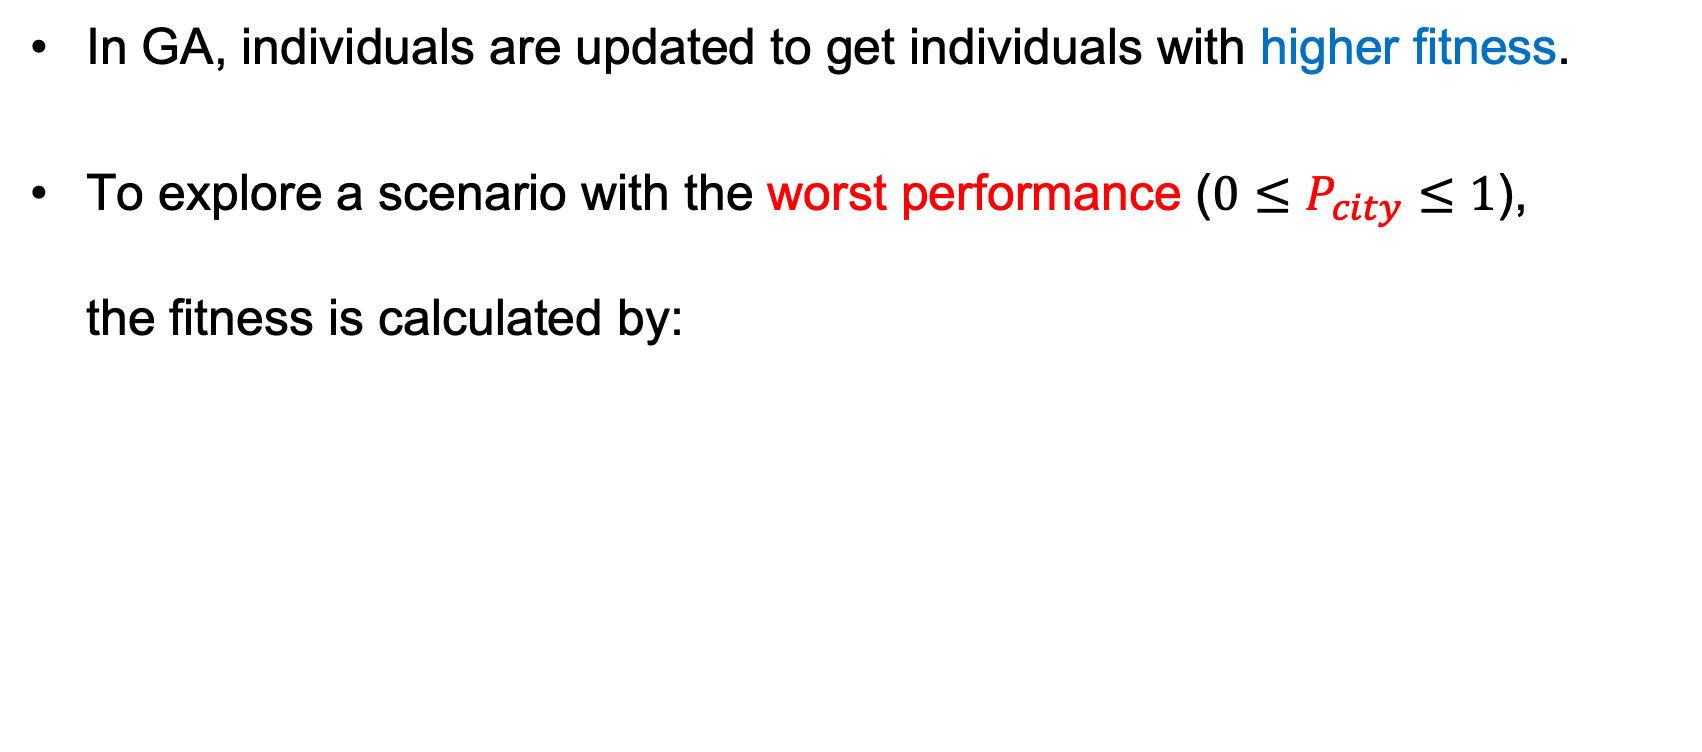 • In GA, individuals are updated to get individuals with higher fitness.
• To explore a scenario with the worst performance (0 ≤ P_city ≤ 1),
the fitness is calculated by: